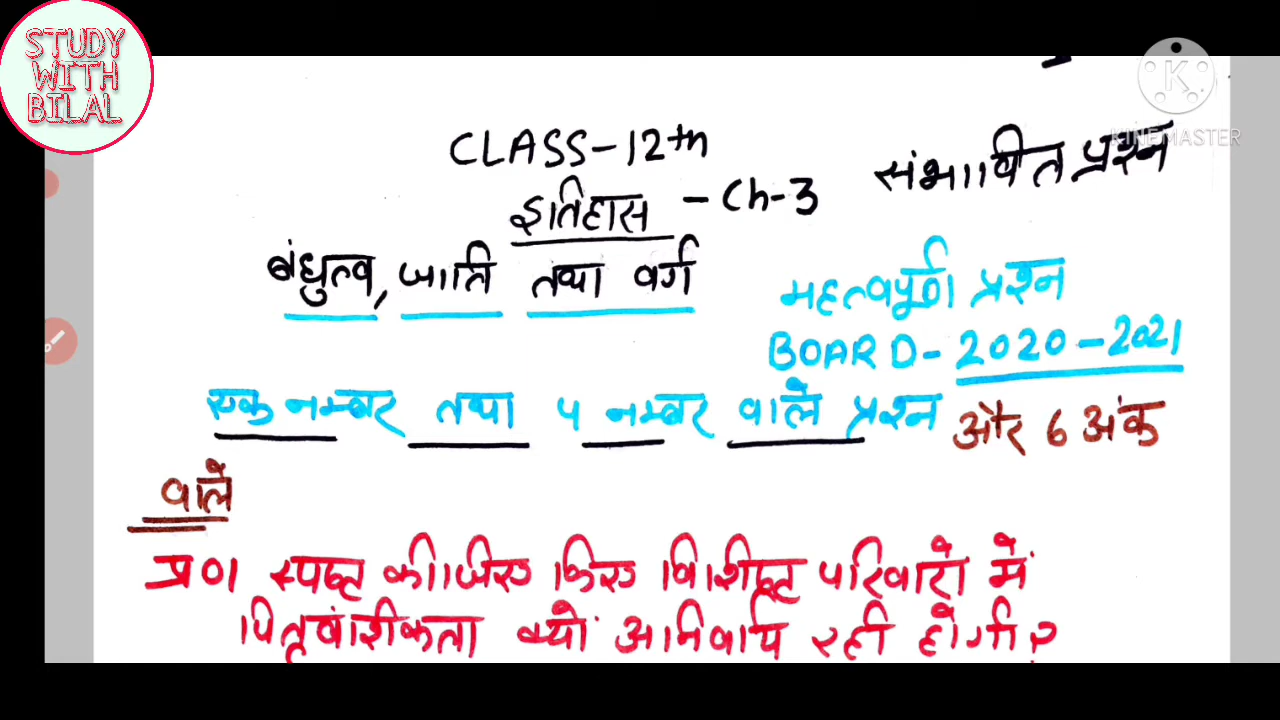 STUDY
WITH
BILAL
KINEMASTER
CLASS-12th
संभावित प्रश्न
इतिहास - Ch-3
बंधुत्व, जाति तथा वर्ग
महत्वपूर्ण प्रश्न
BOARD-2020-2021
एक नम्बर तथा 4 नम्बर वाले प्रश्न और 6 अंक
वाले
प्र01 स्पष्ट कीजिए किए विशिष्ट परिवारों में
पितृवांशिकता क्यों अनिवार्य रही होगी?